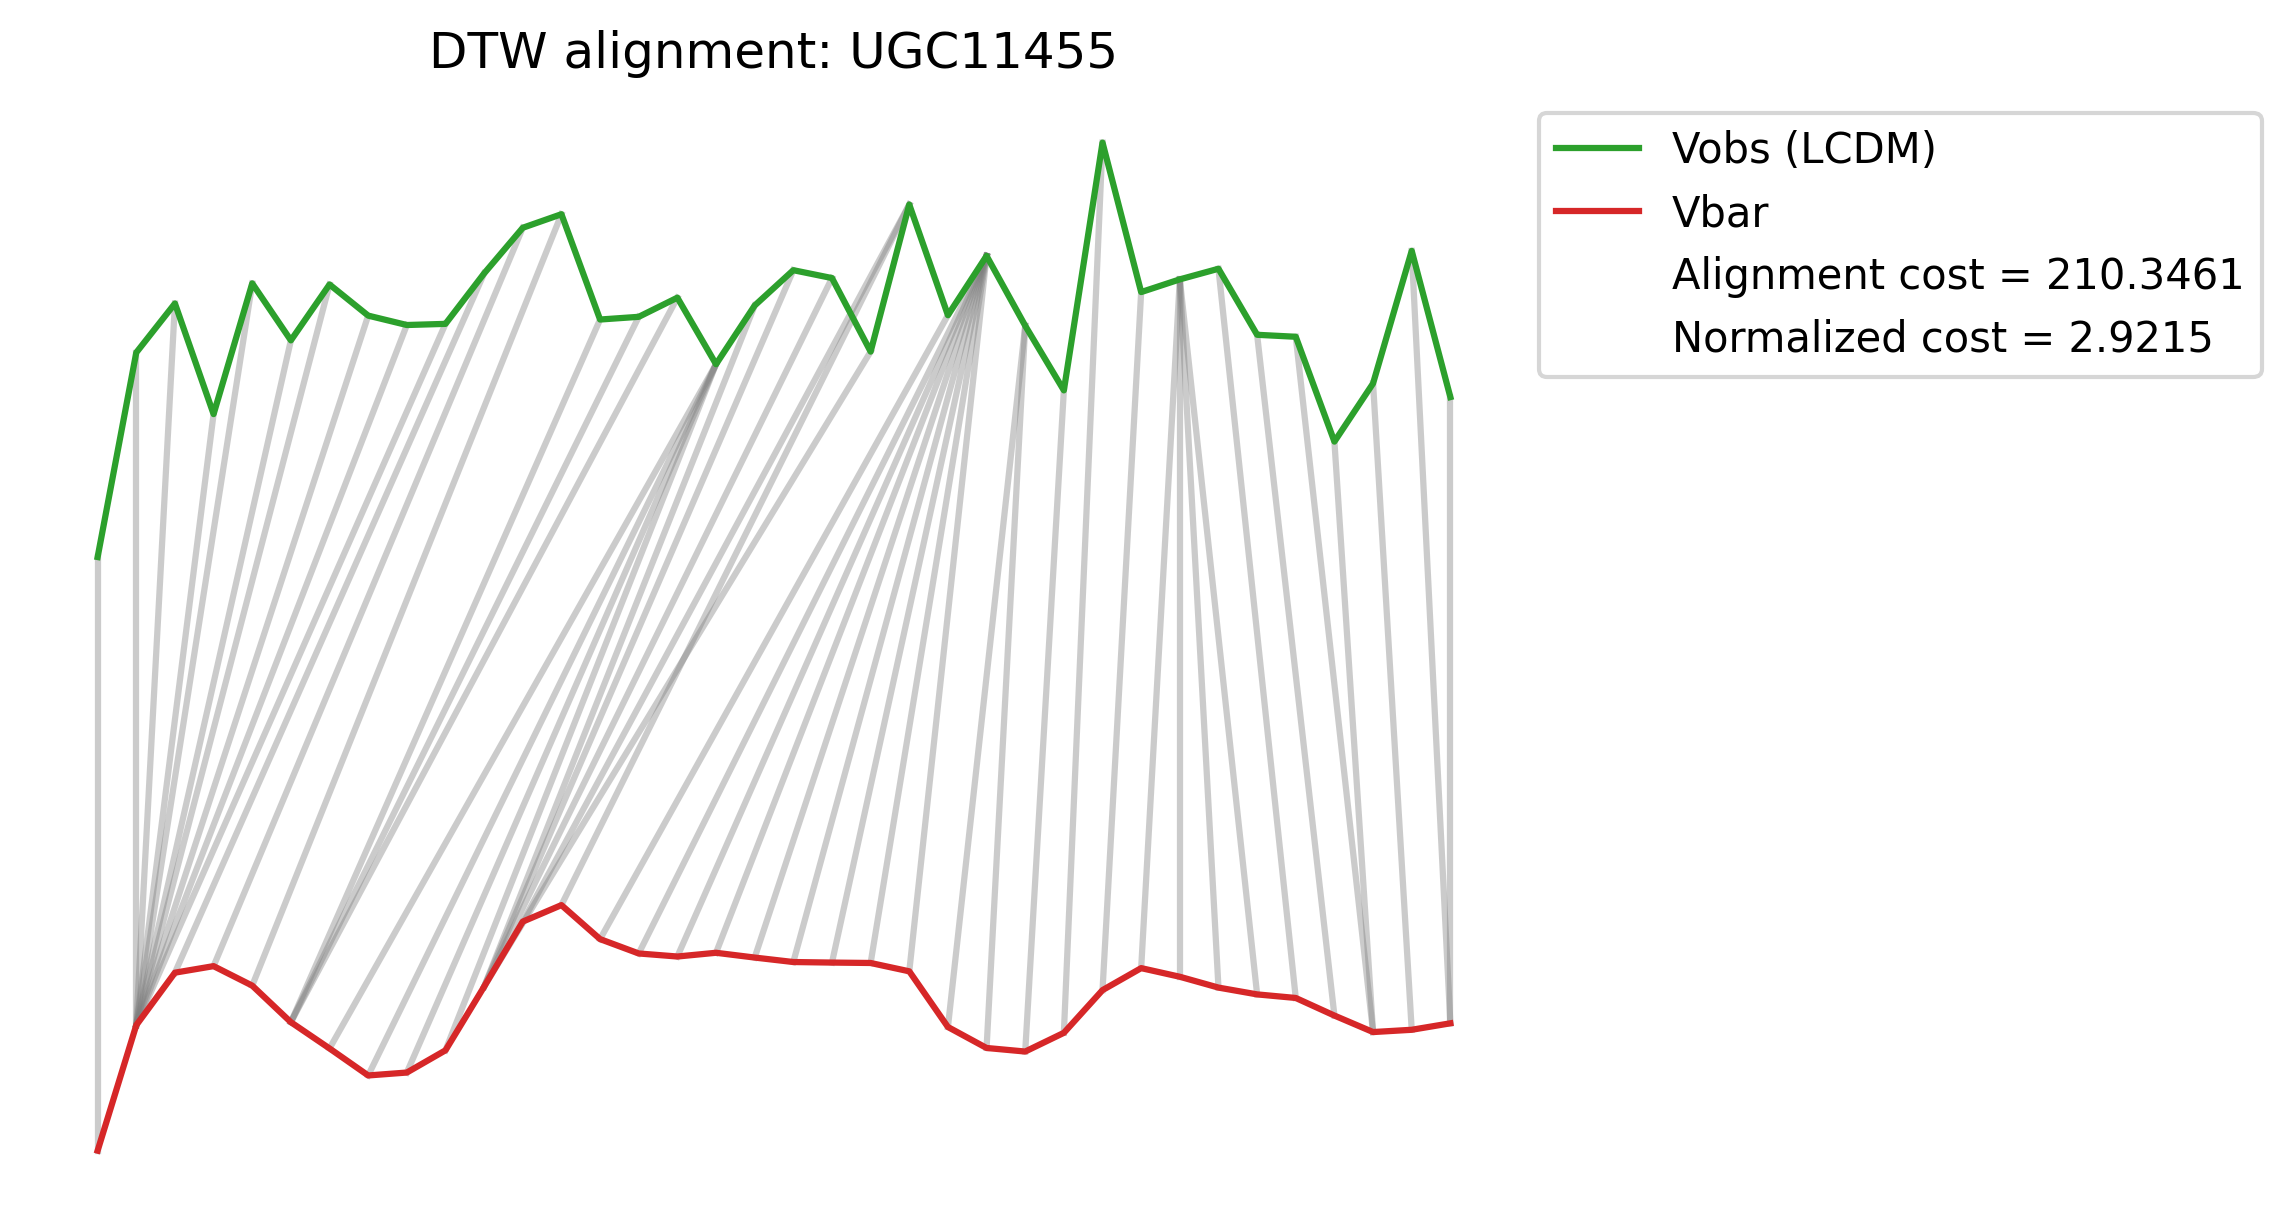 DTW alignment: UGC11455
Vobs (LCDM)
Vbar
Alignment cost = 210.3461
Normalized cost = 2.9215